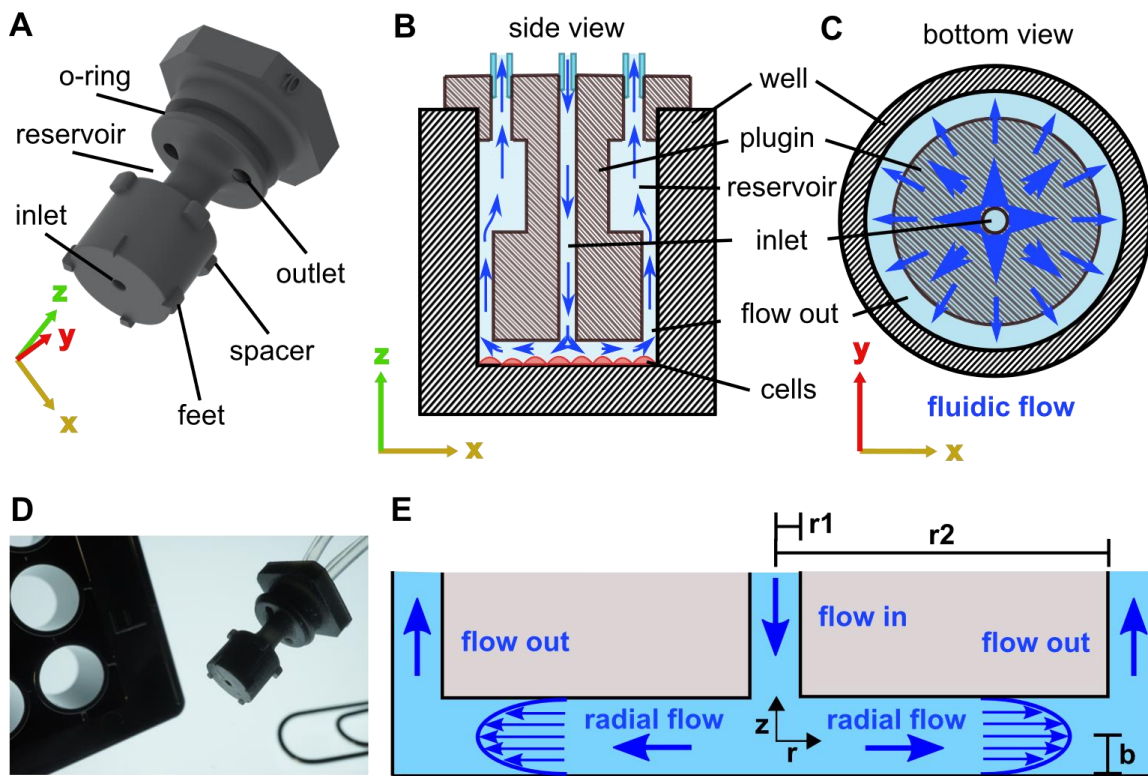 A
o-ring
reservoir
inlet
outlet
spacer
feet
z
y
x
B
side view
z
x
well
plugin
reservoir
inlet
flow out
cells
C
bottom view
y
x
fluidic flow
D
E
r1
r2
flow in
flow out
flow out
radial flow
radial flow
z
r
b